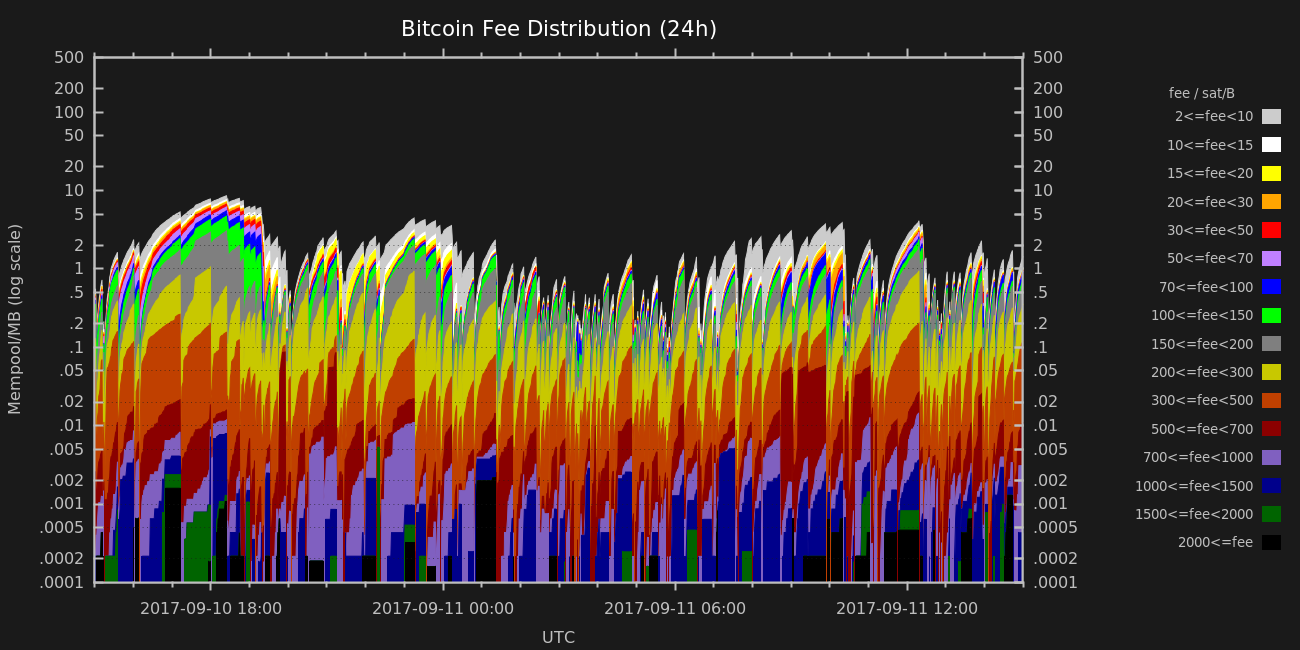 Bitcoin Fee Distribution (24h)
Mempool/MB (log scale)
500
200
100
50
20
10
5
2
1
.5
.2
.1
.05
.02
.01
.005
.002
.001
.0005
.0002
.0001
500
200
100
50
20
10
5
2
1
.5
.2
.1
.05
.02
.01
.005
.002
.001
.0005
.0002
.0001
2017-09-10 18:00
2017-09-11 00:00
2017-09-11 06:00
2017-09-11 12:00
UTC
fee / sat/B
2<=fee<10
10<=fee<15
15<=fee<20
20<=fee<30
30<=fee<50
50<=fee<70
70<=fee<100
100<=fee<150
150<=fee<200
200<=fee<300
300<=fee<500
500<=fee<700
700<=fee<1000
1000<=fee<1500
1500<=fee<2000
2000<=fee